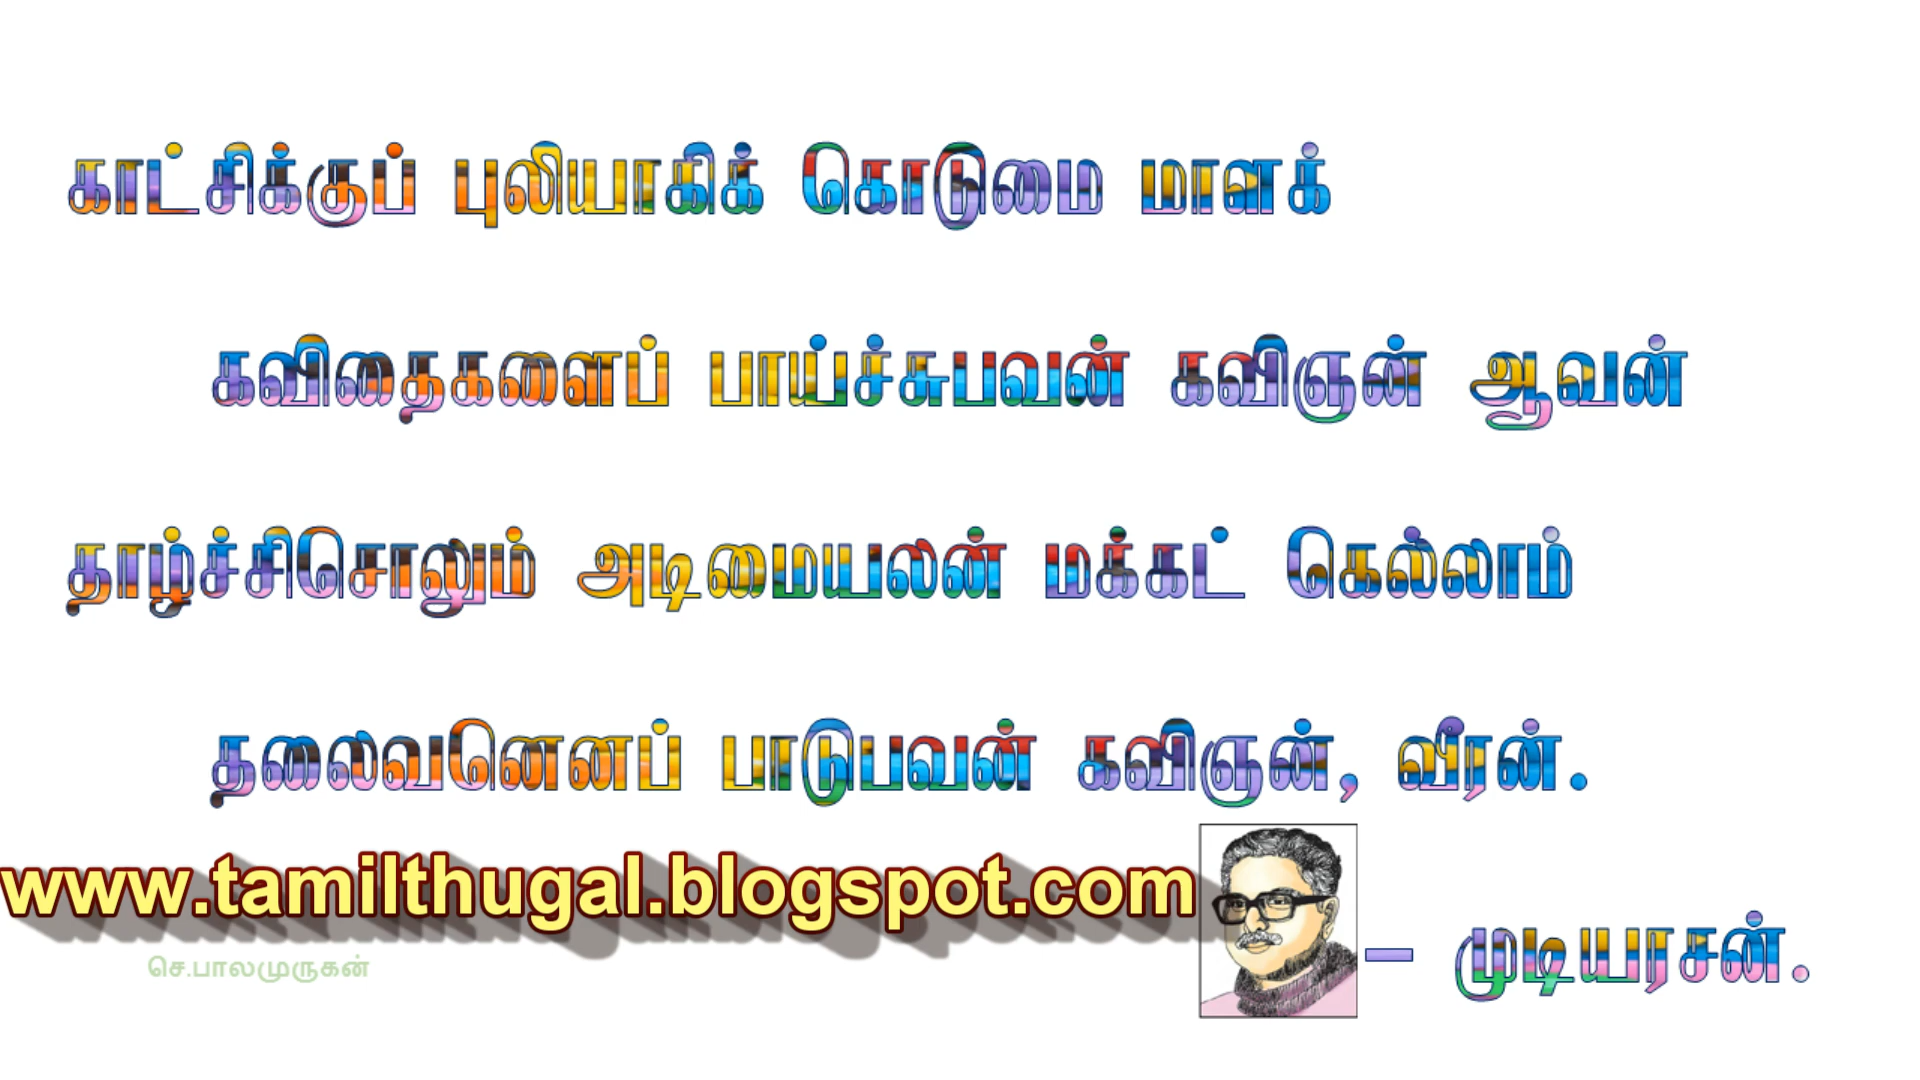 காட்சிக்குப் புலியாகிக் கொடுமை மாளக்
கவிதைகளைப் பாய்ச்சுபவன் கவிஞன் ஆவன்
தாழ்ச்சிசொலும் அடிமையலன் மக்கட் கெல்லாம்
தலைவனெனப் பாடுபவன் கவிஞன், வீரன்.
www.tamilthugal.blogspot.com
– முடியரசன்.
செ.பாலமுருகன்